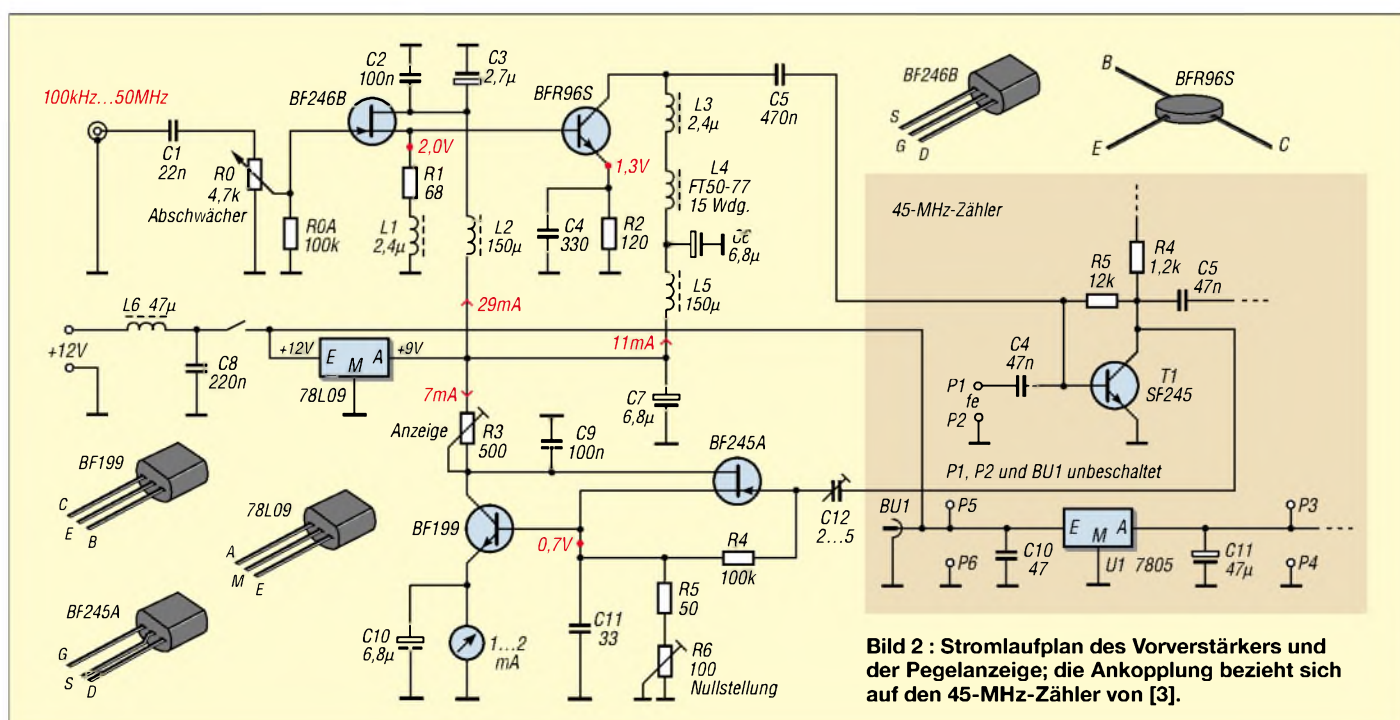 100kHz...50MHz
C1
22n
R0
4,7k
Abschwächer
R0A
100k
BF246B
C2
100n
C3
2,7µ
2,0V
R1
68
L1
2,4µ
L2
150µ
BFR96S
1,3V
C4
330
R2
120
L3
2,4µ
L4
FT50-77
15 Wdg.
6,8µ
L5
150µ
C5
470n
BF246B
S
G
D
BFR96S
B
E
C
L6 47µ
+12V
C8
220n
+12V
E M A
+9V
78L09
29mA
11mA
7mA
C7
6,8µ
Anzeige
R3
500
C9
100n
BF245A
BF199
0,7V
C10
6,8µ
1...2
mA
C11
33
R4
100k
R5
50
R6
100
Nullstellung
C12
2...5
BF199
C
E
B
78L09
A
M
E
BF245A
G
S
D
45-MHz-Zähler
R4
1,2k
R5
12k
C5
47n
C4
47n
P1
fe
P2
T1
SF245
P1, P2 und BU1 unbeschaltet
BU1
P5
P6
C10
47
E M A
U1 7805
C11
47µ
P3
P4
Bild 2 : Stromlaufplan des Vorverstärkers und
der Pegelanzeige; die Ankopplung bezieht sich
auf den 45-MHz-Zähler von [3].